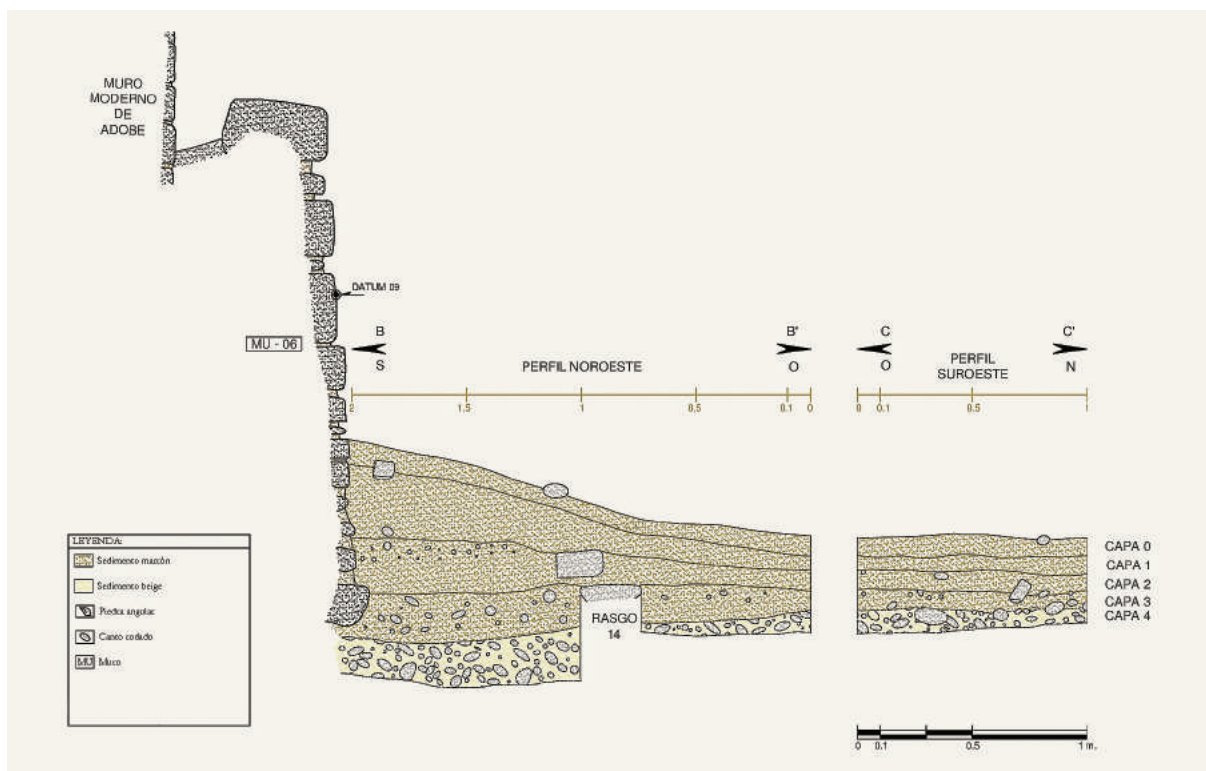 MURO
MODERNO
DE
ADOBE
DATUM 09
MU - 06
B
S
PERFIL NOROESTE
B'
O
C
O
PERFIL
SUROESTE
C'
N
2
1.5
1
0.5
0.1
0
0
0.1
0.5
1
CAPA 0
CAPA 1
CAPA 2
CAPA 3
CAPA 4
RASGO
14
LEYENDA:
Sedimento marrón
Sedimento beige
Piedra angular
Canto rodado
MU Muro
0 0.1 0.5 1 m.